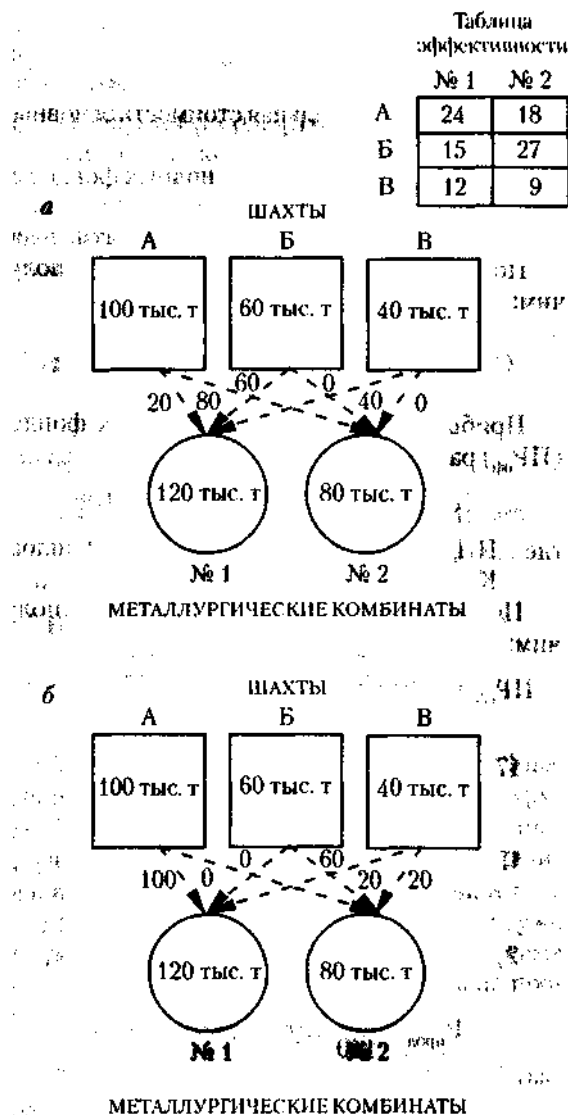 Таблица
эффективности
№ 1 № 2
А 24 18
Б 15 27
В 12 9
а
ШАХТЫ
А Б В
100 тыс. т 60 тыс. т 40 тыс. т
20 80 60 0 40 0
120 тыс. т 80 тыс. т
№ 1 № 2
МЕТАЛЛУРГИЧЕСКИЕ КОМБИНАТЫ
б
ШАХТЫ
А Б В
100 тыс. т 60 тыс. т 40 тыс. т
100 0 0 60 20 20
120 тыс. т 80 тыс. т
№ 1 № 2
МЕТАЛЛУРГИЧЕСКИЕ КОМБИНАТЫ